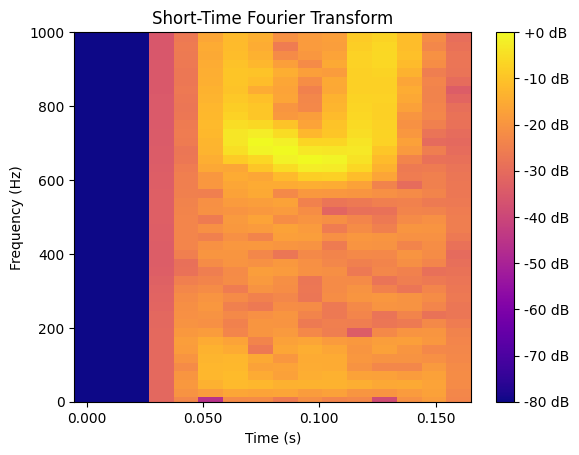 Short-Time Fourier Transform
Frequency (Hz)
1000
800
600
400
200
0
0.000
0.050
0.100
0.150
Time (s)
+0 dB
-10 dB
-20 dB
-30 dB
-40 dB
-50 dB
-60 dB
-70 dB
-80 dB